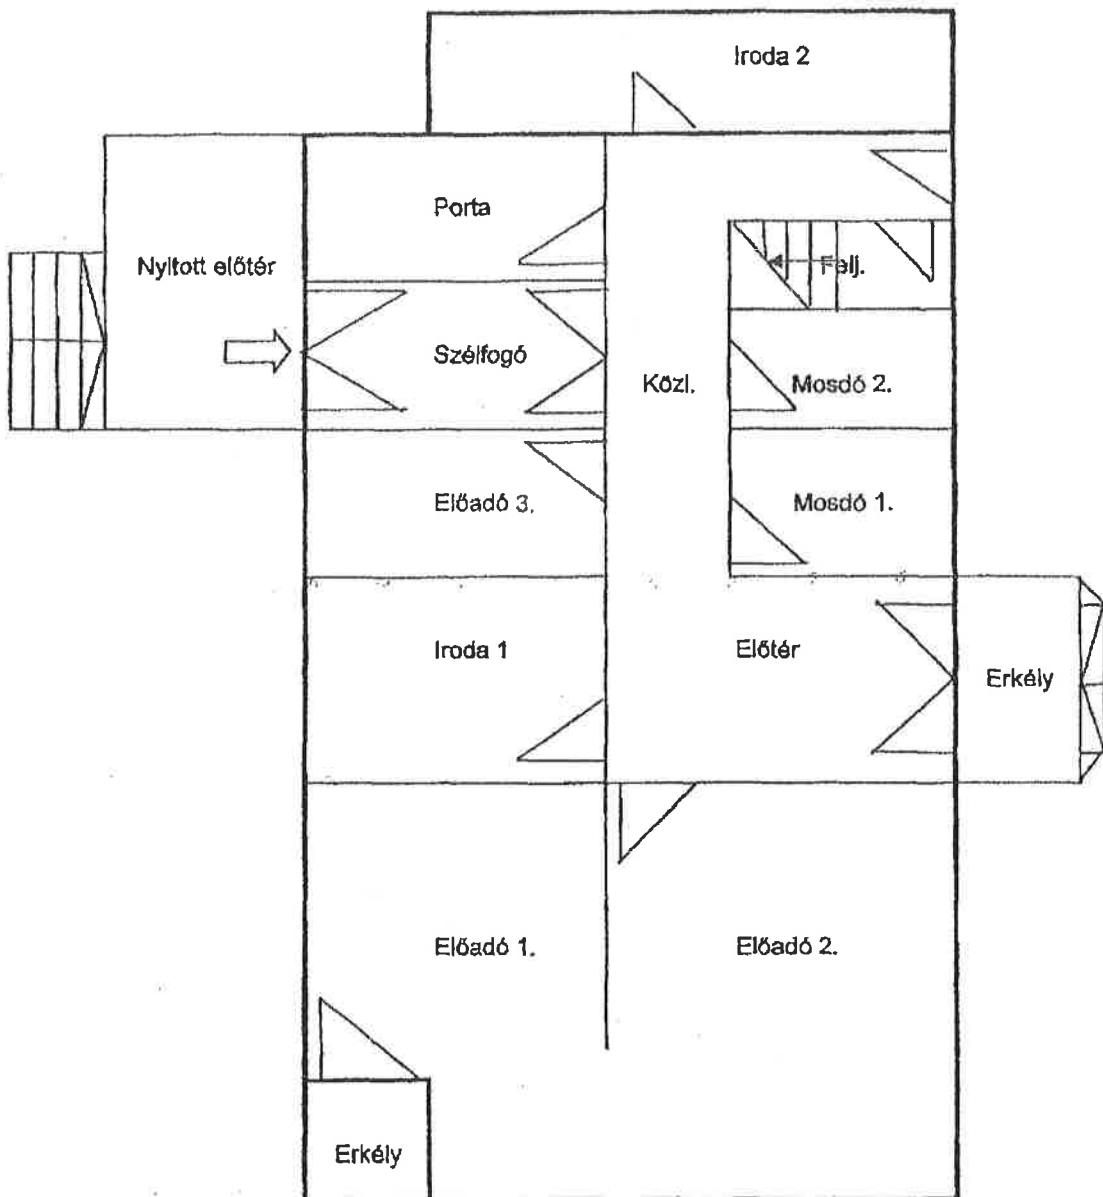 Iroda 2
Porta
Nyitott előtér
Felj.
Szélfogó
Közl.
Mosdó 2.
Előadó 3.
Mosdó 1.
Iroda 1
Előtér
Erkély
Előadó 1.
Előadó 2.
Erkély